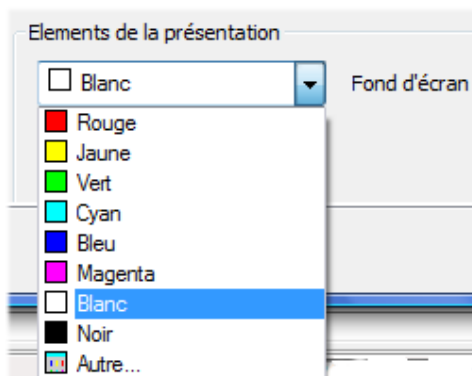 Elements de la présentation
Blanc
Fond d'écran
Rouge
Jaune
Vert
Cyan
Bleu
Magenta
Blanc
Noir
Autre...